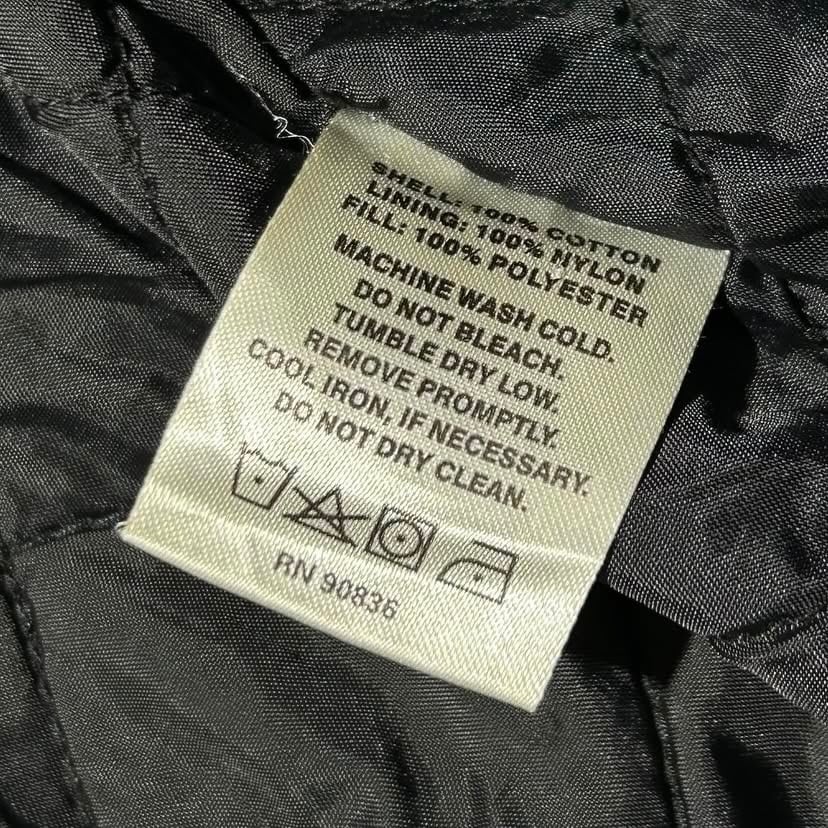 SHELL: 100% COTTON
LINING: 100% NYLON
FILL: 100% POLYESTER
MACHINE WASH COLD.
DO NOT BLEACH.
TUMBLE DRY LOW.
REMOVE PROMPTLY.
COOL IRON, IF NECESSARY.
DO NOT DRY CLEAN.
RN 90836